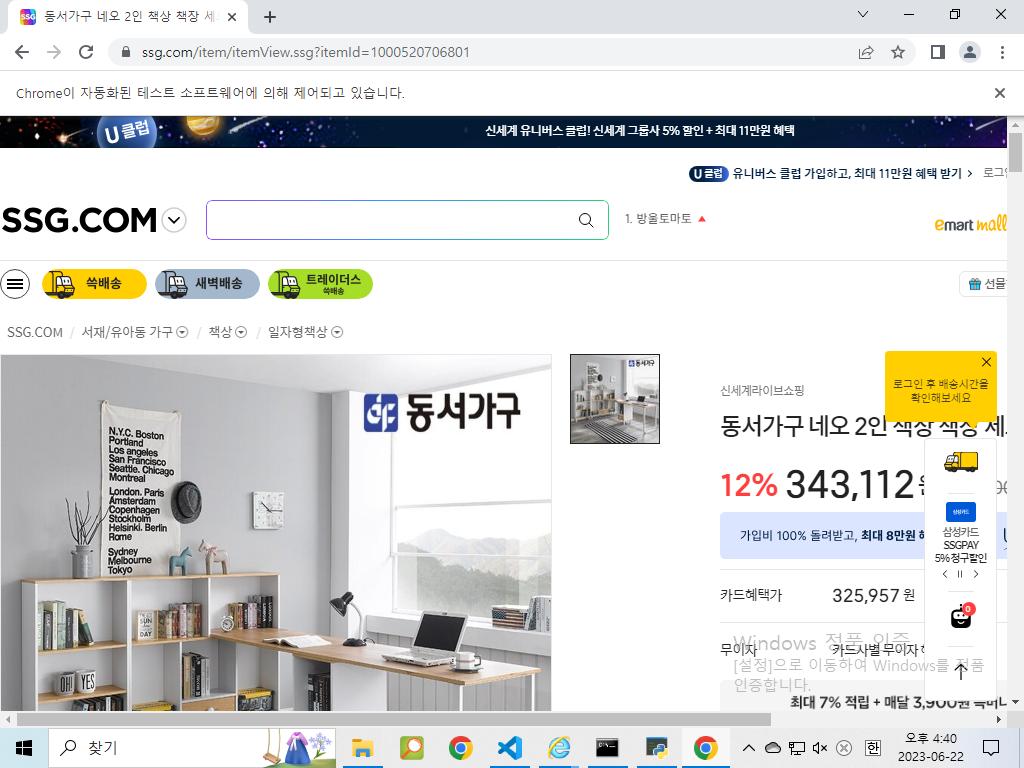 동서가구 네오 2인 책상 책장 세
ssg.com/item/itemView.ssg?itemId=1000520706801
Chrome이 자동화된 테스트 소프트웨어에 의해 제어되고 있습니다.
U 클럽
신세계 유니버스 클럽! 신세계 그룹사 5% 할인 + 최대 11만원 혜택
U 클럽 유니버스 클럽 가입하고, 최대 11만원 혜택 받기 >
SSG.COM
1. 방울토마토
emart mall
쓱배송
새벽배송
트레이더스
쓱배송
선물
SSG.COM / 서재/유아동 가구 / 책상 / 일자형책상
동서가구
N.Y.C. Boston
Portland
Los angeles
San Francisco
Seattle. Chicago
Montreal
London. Paris
Amsterdam
Copenhagen
Stockholm
Helsinki. Berlin
Rome
Sydney
Melbourne
Tokyo
SUN
DAY
OH! YES
신세계라이브쇼핑
로그인 후 배송시간을
확인해보세요
동서가구 네오 2인 책상 책장 세
12% 343,112
가입비 100% 돌려받고, 최대 8만원
삼성카드
삼성카드
SSGPAY
5%청구할인
카드혜택가 325,957 원
0
무이자 카드사별 무이자
Windows 정품 인증
[설정]으로 이동하여 Windows를 정품
인증합니다.
최대 7% 적립 + 매달 3,900원
찾기
한
오후 4:40
2023-06-22